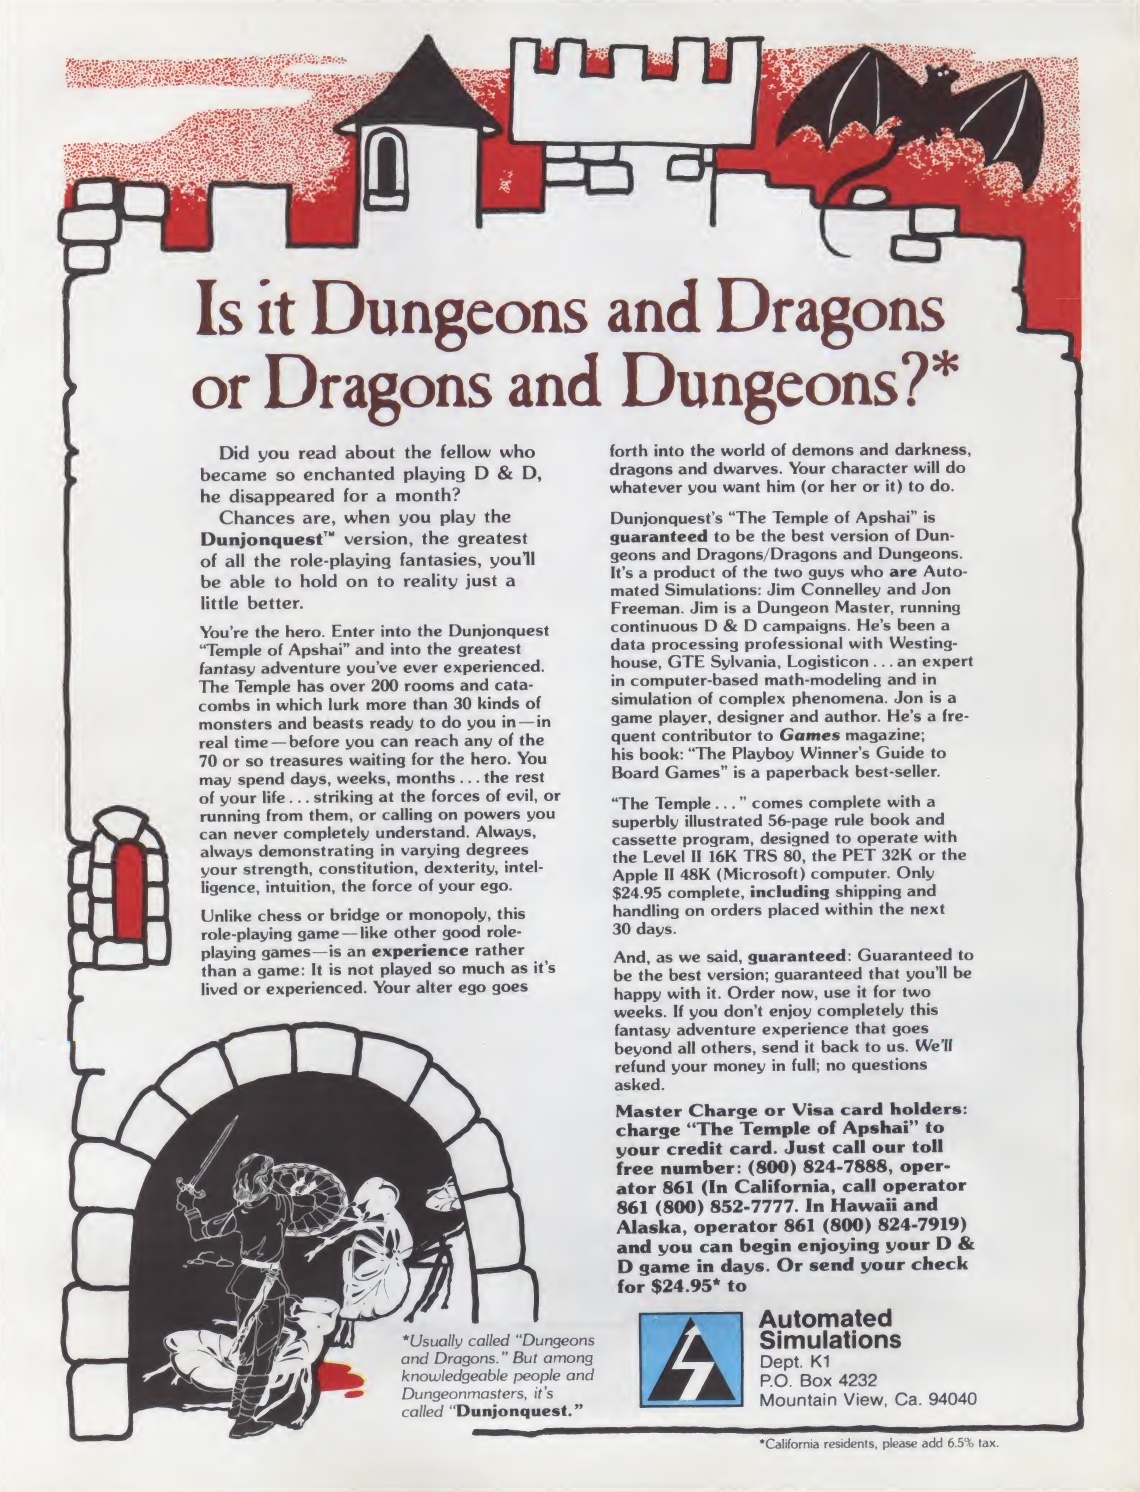 Is it Dungeons and Dragons
or Dragons and Dungeons?*
Did you read about the fellow who
became so enchanted playing D & D,
he disappeared for a month?
Chances are, when you play the
Dunjonquest™ version, the greatest
of all the role-playing fantasies, you'll
be able to hold on to reality just a
little better.
You're the hero. Enter into the Dunjonquest
“Temple of Apshai” and into the greatest
fantasy adventure you've ever experienced.
The Temple has over 200 rooms and cata-
combs in which lurk more than 30 kinds of
monsters and beasts ready to do you in—in
real time—before you can reach any of the
70 or so treasures waiting for the hero. You
may spend days, weeks, months . . . the rest
of your life . . . striking at the forces of evil, or
running from them, or calling on powers you
can never completely understand. Always,
always demonstrating in varying degrees
your strength, constitution, dexterity, intel-
ligence, intuition, the force of your ego.
Unlike chess or bridge or monopoly, this
role-playing game—like other good role-
playing games—is an experience rather
than a game: It is not played so much as it's
lived or experienced. Your alter ego goes
forth into the world of demons and darkness,
dragons and dwarves. Your character will do
whatever you want him (or her or it) to do.
Dunjonquest's “The Temple of Apshai” is
guaranteed to be the best version of Dun-
geons and Dragons/Dragons and Dungeons.
It's a product of the two guys who are Auto-
mated Simulations: Jim Connelley and Jon
Freeman. Jim is a Dungeon Master, running
continuous D & D campaigns. He's been a
data processing professional with Westing-
house, GTE Sylvania, Logisticon . . . an expert
in computer-based math-modeling and in
simulation of complex phenomena. Jon is a
game player, designer and author. He's a fre-
quent contributor to Games magazine;
his book: “The Playboy Winner's Guide to
Board Games” is a paperback best-seller.
“The Temple . . . ” comes complete with a
superbly illustrated 56-page rule book and
cassette program, designed to operate with
the Level II 16K TRS 80, the PET 32K or the
Apple II 48K (Microsoft) computer. Only
$24.95 complete, including shipping and
handling on orders placed within the next
30 days.
And, as we said, guaranteed: Guaranteed to
be the best version; guaranteed that you'll be
happy with it. Order now, use it for two
weeks. If you don't enjoy completely this
fantasy adventure experience that goes
beyond all others, send it back to us. We'll
refund your money in full; no questions
asked.
Master Charge or Visa card holders:
charge “The Temple of Apshai” to
your credit card. Just call our toll
free number: (800) 824-7888, oper-
ator 861 (In California, call operator
861 (800) 852-7777. In Hawaii and
Alaska, operator 861 (800) 824-7919)
and you can begin enjoying your D &
D game in days. Or send your check
for $24.95* to
Automated
Simulations
Dept. K1
P.O. Box 4232
Mountain View, Ca. 94040
*Usually called “Dungeons
and Dragons.” But among
knowledgeable people and
Dungeonmasters, it's
called “Dunjonquest.”
*California residents, please add 6.5% tax.